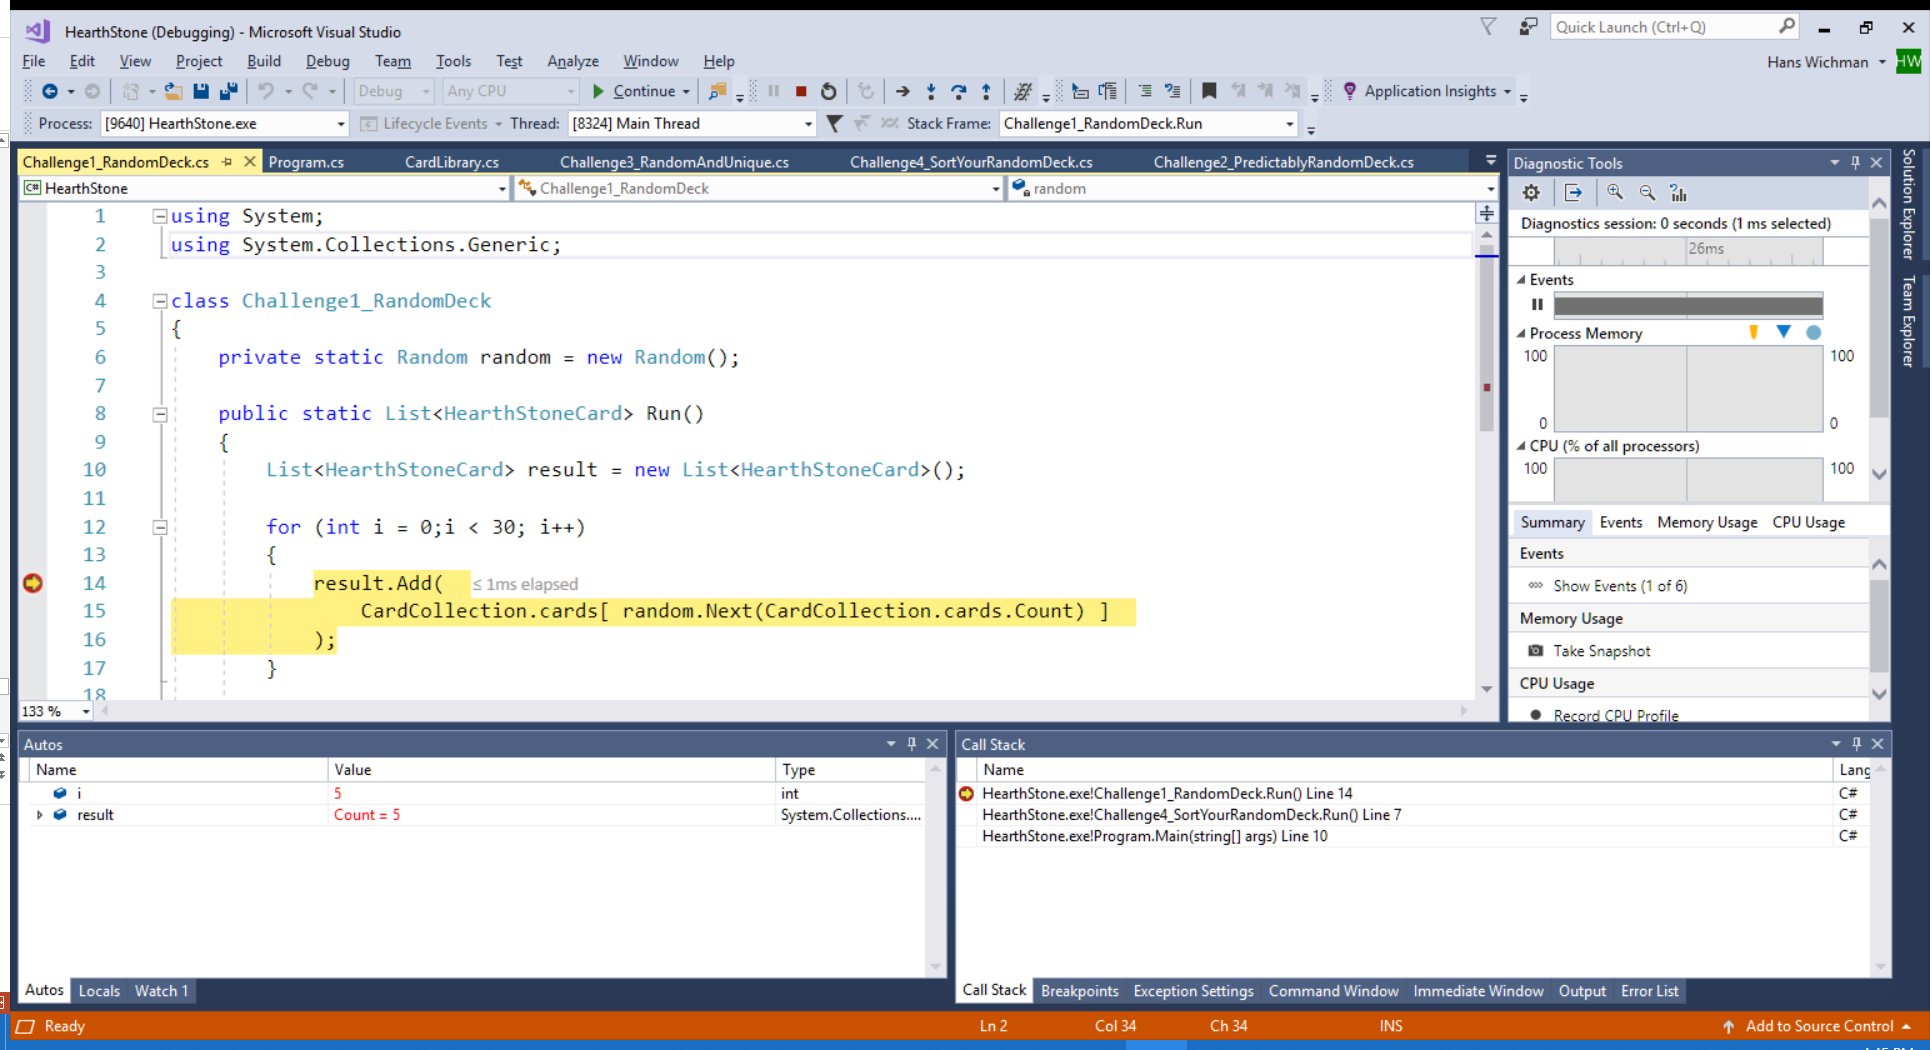 HearthStone (Debugging) - Microsoft Visual Studio
Quick Launch (Ctrl+Q)
File Edit View Project Build Debug Team Tools Test Analyze Window Help
Hans Wichman HW
Debug Any CPU Continue Application Insights
Process: [9640] HearthStone.exe Lifecycle Events Thread: [8324] Main Thread Stack Frame: Challenge1_RandomDeck.Run
Challenge1_RandomDeck.cs Program.cs CardLibrary.cs Challenge3_RandomAndUnique.cs Challenge4_SortYourRandomDeck.cs Challenge2_PredictablyRandomDeck.cs
C# HearthStone Challenge1_RandomDeck random
1 using System;
2 using System.Collections.Generic;
3
4 class Challenge1_RandomDeck
5 {
6 private static Random random = new Random();
7
8 public static List<HearthStoneCard> Run()
9 {
10 List<HearthStoneCard> result = new List<HearthStoneCard>();
11
12 for (int i = 0;i < 30; i++)
13 {
14 result.Add( ≤ 1ms elapsed
15 CardCollection.cards[ random.Next(CardCollection.cards.Count) ]
16 );
17 }
18
133 %
Diagnostic Tools
Diagnostics session: 0 seconds (1 ms selected)
26ms
Events
Process Memory
100 100
0 0
CPU (% of all processors)
100 100
Summary Events Memory Usage CPU Usage
Events
Show Events (1 of 6)
Memory Usage
Take Snapshot
CPU Usage
Record CPU Profile
Solution Explorer
Team Explorer
Autos
Name Value Type
i 5 int
result Count = 5 System.Collections....
Autos Locals Watch 1
Call Stack
Name Lang
HearthStone.exe!Challenge1_RandomDeck.Run() Line 14 C#
HearthStone.exe!Challenge4_SortYourRandomDeck.Run() Line 7 C#
HearthStone.exe!Program.Main(string[] args) Line 10 C#
Call Stack Breakpoints Exception Settings Command Window Immediate Window Output Error List
Ready Ln 2 Col 34 Ch 34 INS Add to Source Control